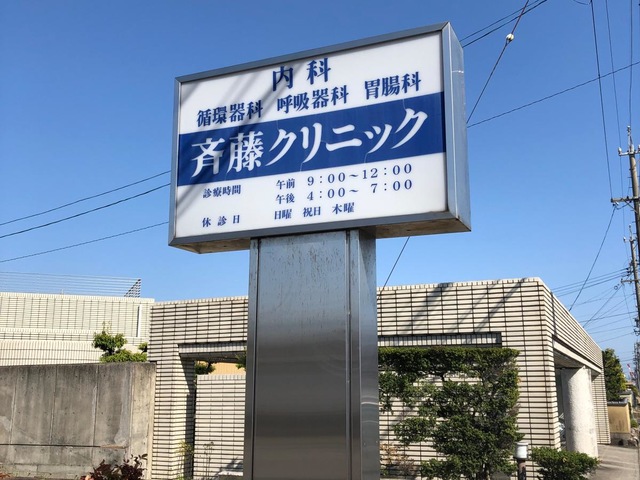 内科
循環器科 呼吸器科 胃腸科
斉藤クリニック
診療時間 午前 9:00～12:00
午後 4:00～ 7:00
休診日 日曜 祝日 木曜